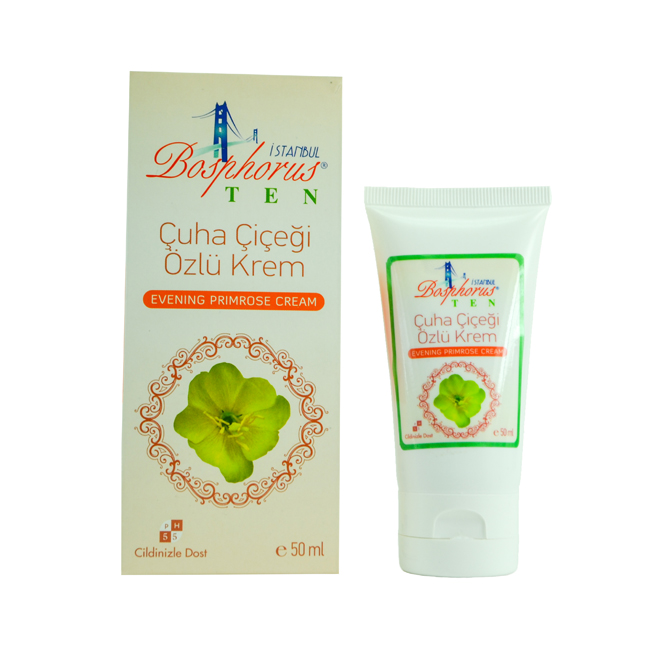 İSTANBUL
Bosphorus®
TEN
Çuha Çiçeği
Özlü Krem
EVENING PRIMROSE CREAM
PH
5 5
Cildinizle Dost
℮ 50 ml
İSTANBUL
Bosphorus®
TEN
Çuha Çiçeği
Özlü Krem
EVENING PRIMROSE CREAM
Cildinizle Dost
℮ 50 ml